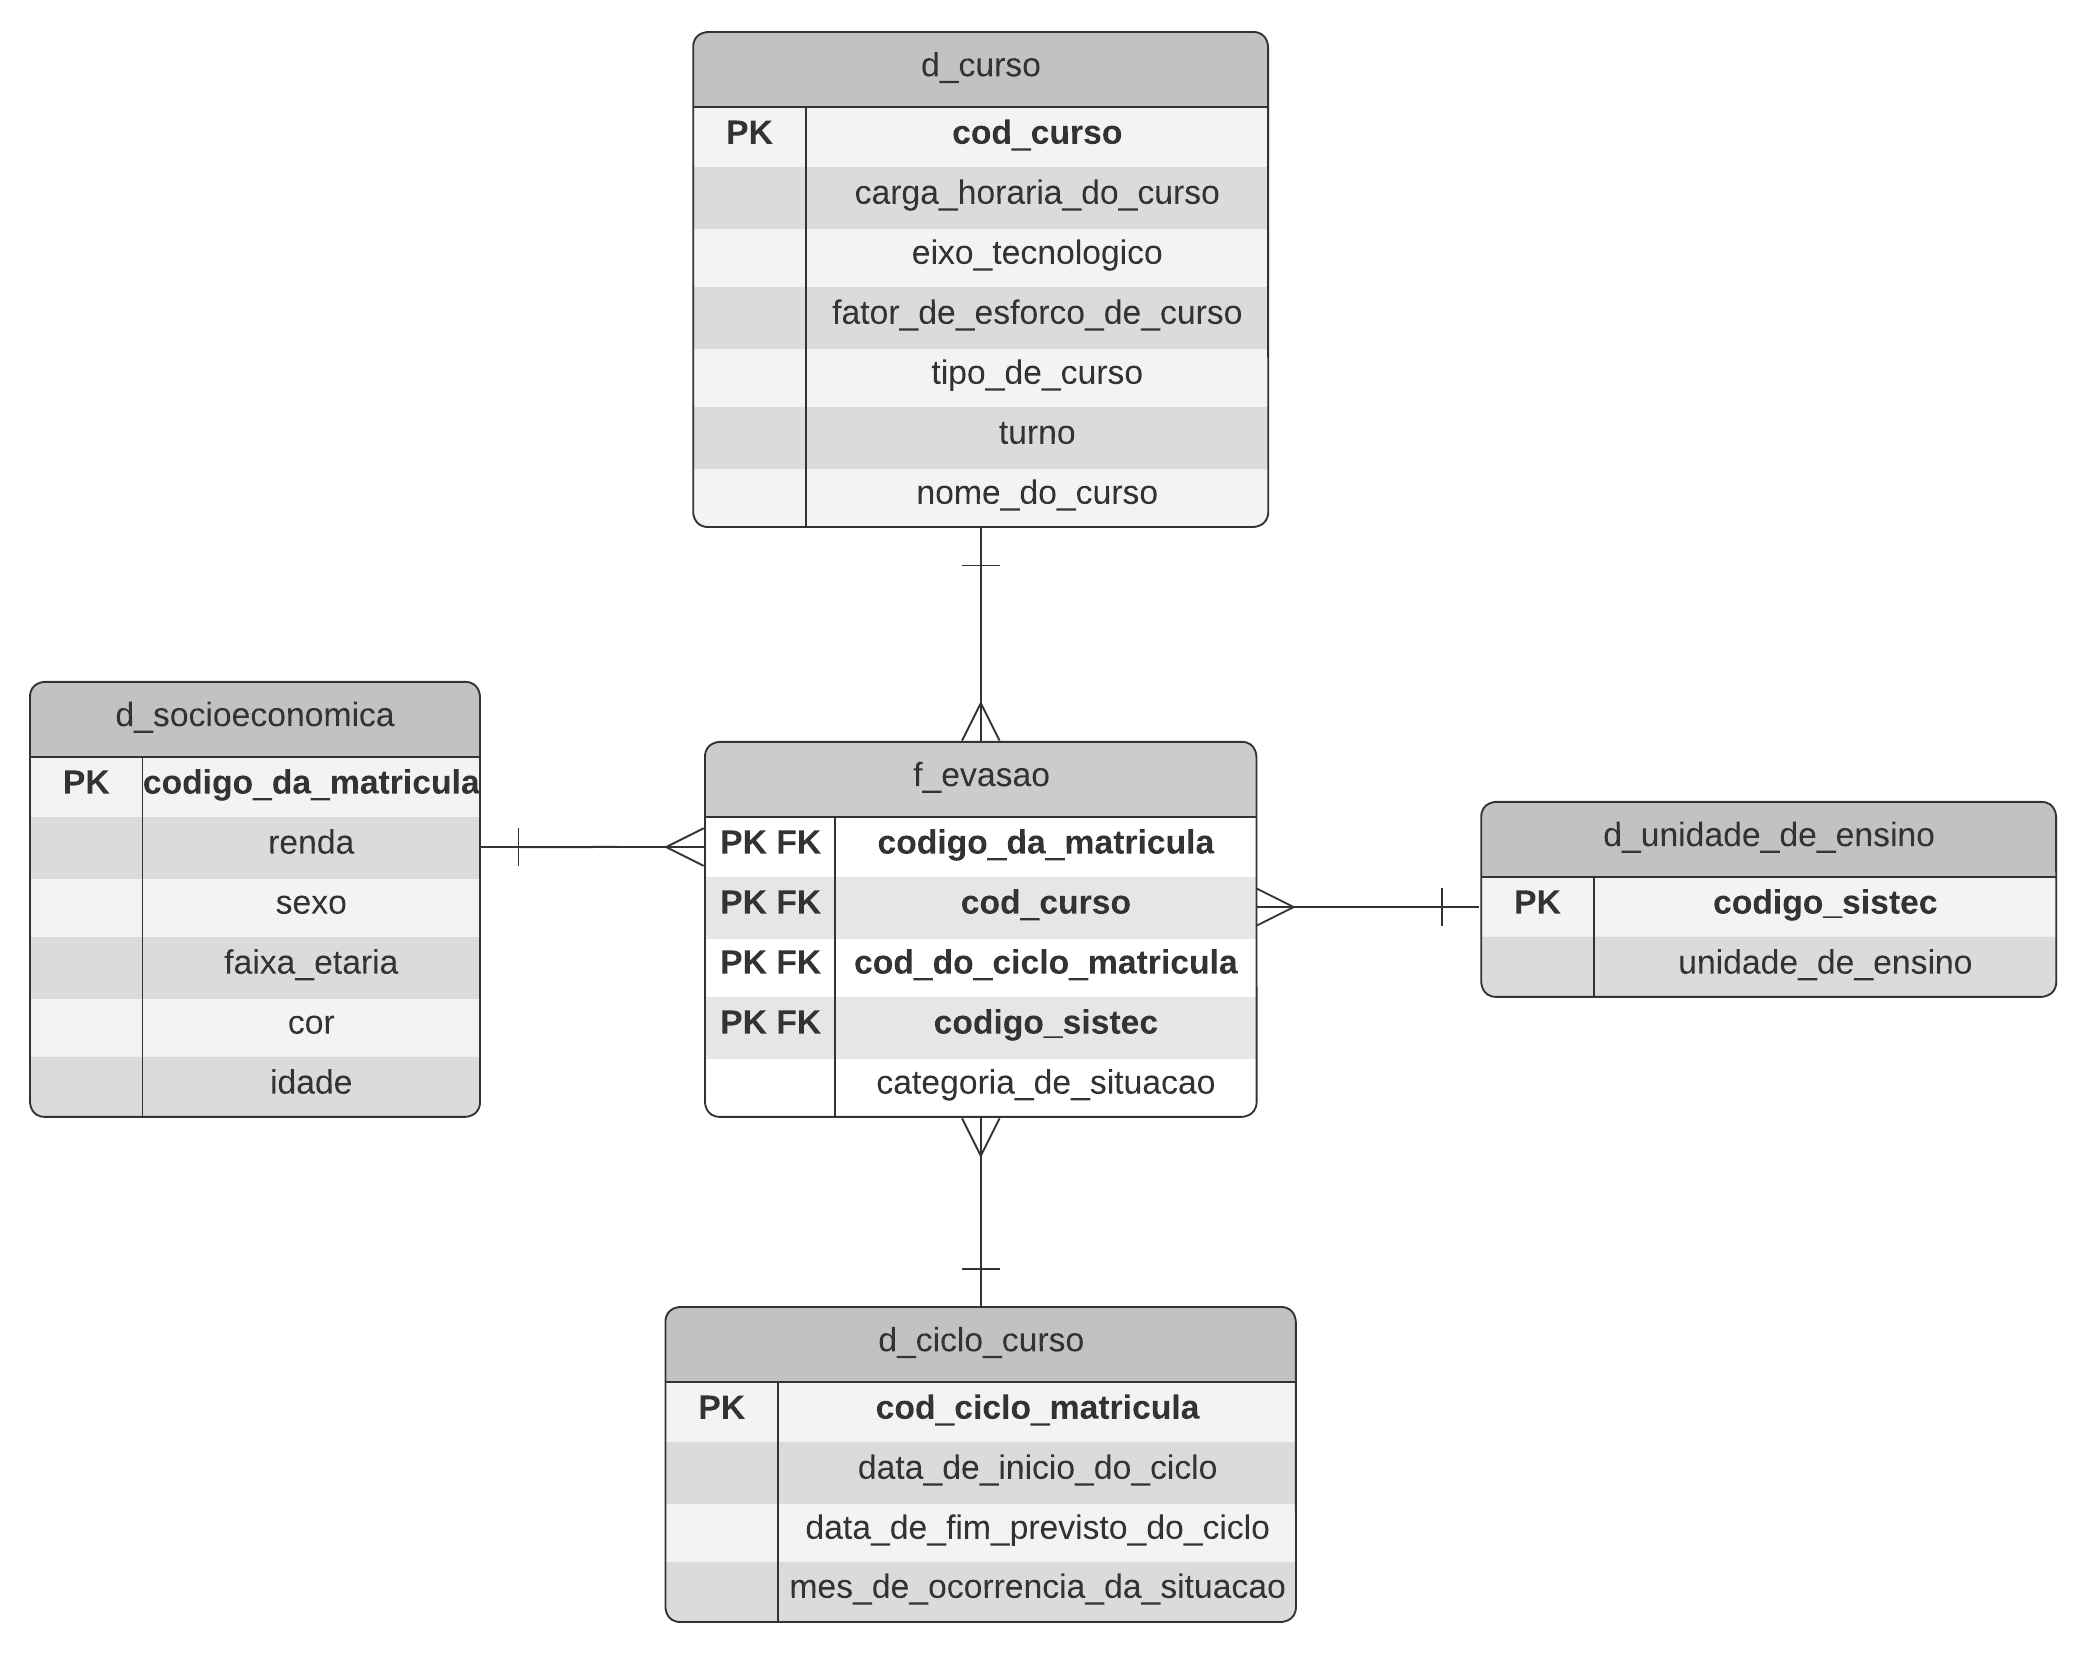 d_curso
PK cod_curso
carga_horaria_do_curso
eixo_tecnologico
fator_de_esforco_de_curso
tipo_de_curso
turno
nome_do_curso
d_socioeconomica
PK codigo_da_matricula
renda
sexo
faixa_etaria
cor
idade
f_evasao
PK FK codigo_da_matricula
PK FK cod_curso
PK FK cod_do_ciclo_matricula
PK FK codigo_sistec
categoria_de_situacao
d_unidade_de_ensino
PK codigo_sistec
unidade_de_ensino
d_ciclo_curso
PK cod_ciclo_matricula
data_de_inicio_do_ciclo
data_de_fim_previsto_do_ciclo
mes_de_ocorrencia_da_situacao